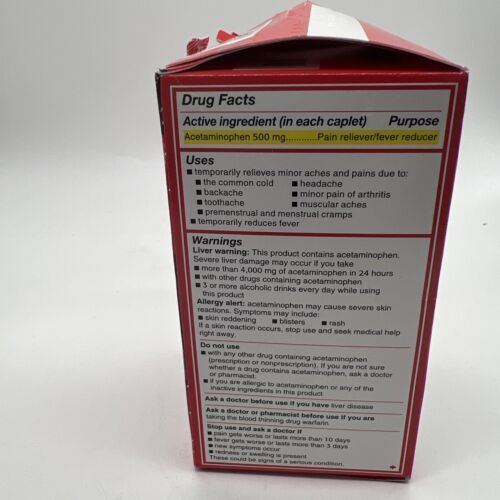 Drug Facts
Active ingredient (in each caplet) Purpose
Acetaminophen 500 mg............Pain reliever/fever reducer
Uses
■ temporarily relieves minor aches and pains due to:
■ the common cold ■ headache
■ backache ■ minor pain of arthritis
■ toothache ■ muscular aches
■ premenstrual and menstrual cramps
■ temporarily reduces fever
Warnings
Liver warning: This product contains acetaminophen.
Severe liver damage may occur if you take
■ more than 4,000 mg of acetaminophen in 24 hours
■ with other drugs containing acetaminophen
■ 3 or more alcoholic drinks every day while using
this product
Allergy alert: acetaminophen may cause severe skin
reactions. Symptoms may include:
■ skin reddening ■ blisters ■ rash
If a skin reaction occurs, stop use and seek medical help
right away.
Do not use
■ with any other drug containing acetaminophen
(prescription or nonprescription). If you are not sure
whether a drug contains acetaminophen, ask a doctor
or pharmacist.
■ if you are allergic to acetaminophen or any of the
inactive ingredients in this product
Ask a doctor before use if you have liver disease
Ask a doctor or pharmacist before use if you are
taking the blood thinning drug warfarin
Stop use and ask a doctor if
■ pain gets worse or lasts more than 10 days
■ fever gets worse or lasts more than 3 days
■ new symptoms occur
■ redness or swelling is present
These could be signs of a serious condition.